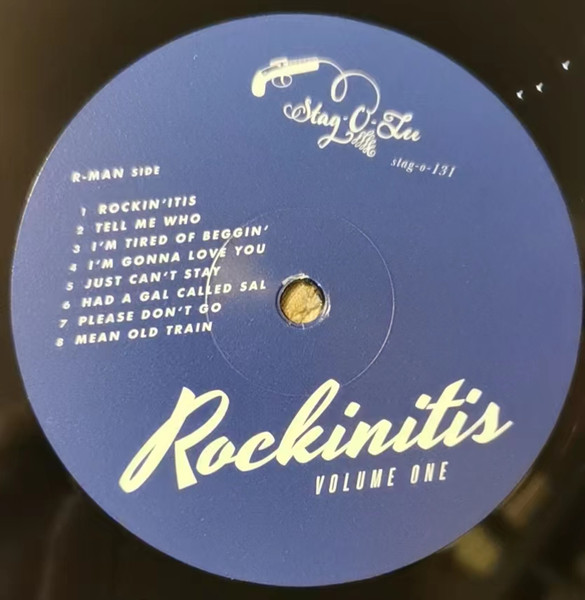 Stag-O-Lee
stag-o-131
R-MAN SIDE
1 ROCKIN'ITIS
2 TELL ME WHO
3 I'M TIRED OF BEGGIN'
4 I'M GONNA LOVE YOU
5 JUST CAN'T STAY
6 HAD A GAL CALLED SAL
7 PLEASE DON'T GO
8 MEAN OLD TRAIN
Rockinitis
VOLUME ONE